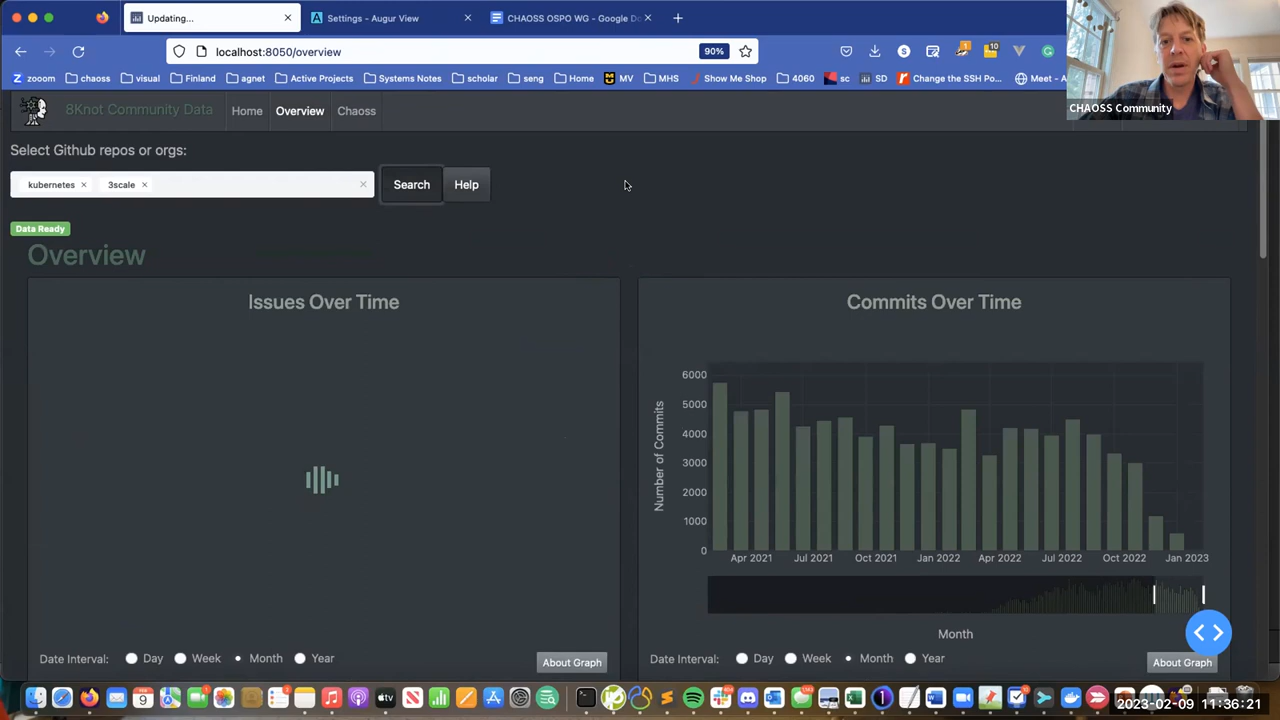 Updating...
Settings - Augur View
CHAOSS OSPO WG - Google Do
localhost:8050/overview
90%
zooom
chaoss
visual
Finland
agnet
Active Projects
Systems Notes
scholar
seng
Home
MV
MHS
Show Me Shop
4060
sc
SD
Change the SSH Po...
Meet - A
CHAOSS Community
8Knot Community Data
Home
Overview
Chaoss
Select Github repos or orgs:
kubernetes
3scale
Search
Help
Data Ready
Overview
Issues Over Time
Commits Over Time
Number of Commits
6000
5000
4000
3000
2000
1000
0
Apr 2021
Jul 2021
Oct 2021
Jan 2022
Apr 2022
Jul 2022
Oct 2022
Jan 2023
Month
Date Interval:
Day
Week
Month
Year
About Graph
Date Interval:
Day
Week
Month
Year
About Graph
2023-02-09 11:36:21